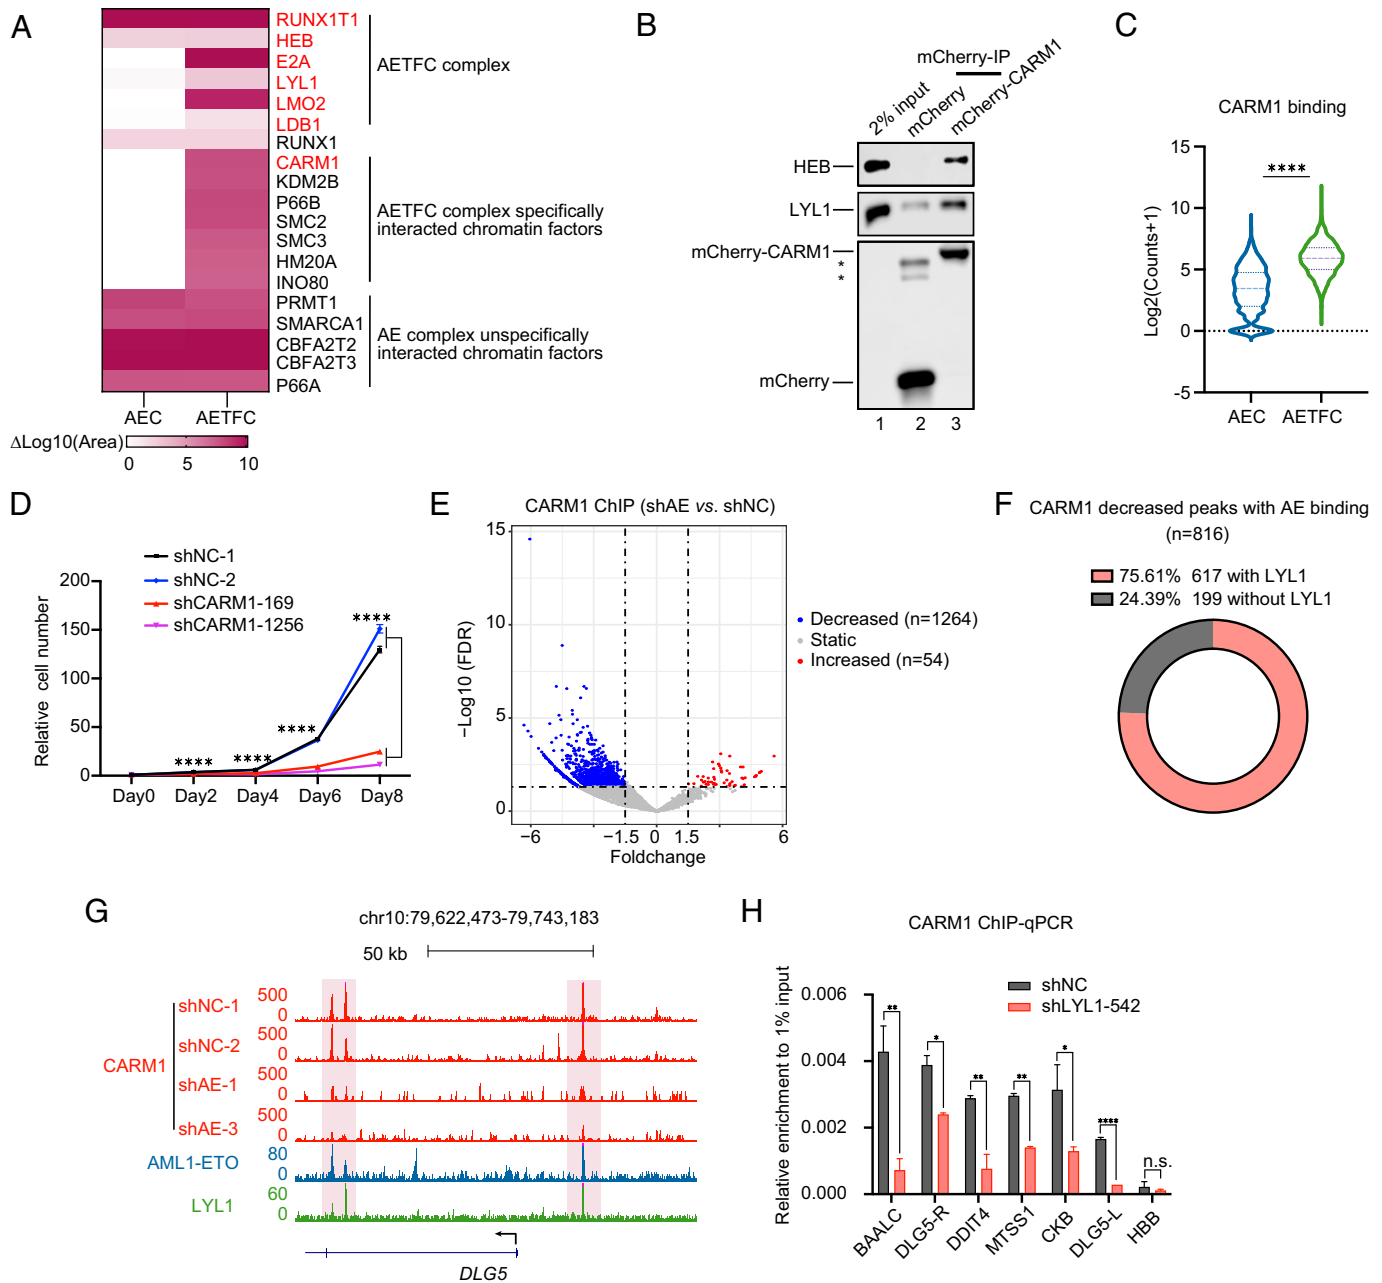 A
RUNX1T1
HEB
E2A
LYL1
LMO2
LDB1
RUNX1
CARM1
KDM2B
P66B
SMC2
SMC3
HM20A
INO80
PRMT1
SMARCA1
CBFA2T2
CBFA2T3
P66A
AETFC complex
AETFC complex specifically
interacted chromatin factors
AE complex unspecifically
interacted chromatin factors
AEC AETFC
ΔLog10(Area)
0 5 10
B
mCherry-IP
2% input
mCherry
mCherry-CARM1
HEB
LYL1
mCherry-CARM1
*
*
mCherry
1 2 3
C
CARM1 binding
Log2(Counts+1)
15
10
5
0
-5
****
AEC AETFC
D
shNC-1
shNC-2
shCARM1-169
shCARM1-1256
Relative cell number
200
150
100
50
0
**** **** **** ****
Day0 Day2 Day4 Day6 Day8
E
CARM1 ChIP (shAE vs. shNC)
−Log10 (FDR)
15
10
5
0
−6 −1.5 0 1.5 6
Foldchange
Decreased (n=1264)
Static
Increased (n=54)
F
CARM1 decreased peaks with AE binding
(n=816)
75.61% 617 with LYL1
24.39% 199 without LYL1
G
chr10:79,622,473-79,743,183
50 kb
CARM1
shNC-1 500
0
shNC-2 500
0
shAE-1 500
0
shAE-3 500
0
AML1-ETO 80
0
LYL1 60
0
DLG5
H
CARM1 ChIP-qPCR
shNC
shLYL1-542
Relative enrichment to 1% input
0.006
0.004
0.002
0.000
** * ** ** * **** n.s.
BAALC DLG5-R DDIT4 MTSS1 CKB DLG5-L HBB